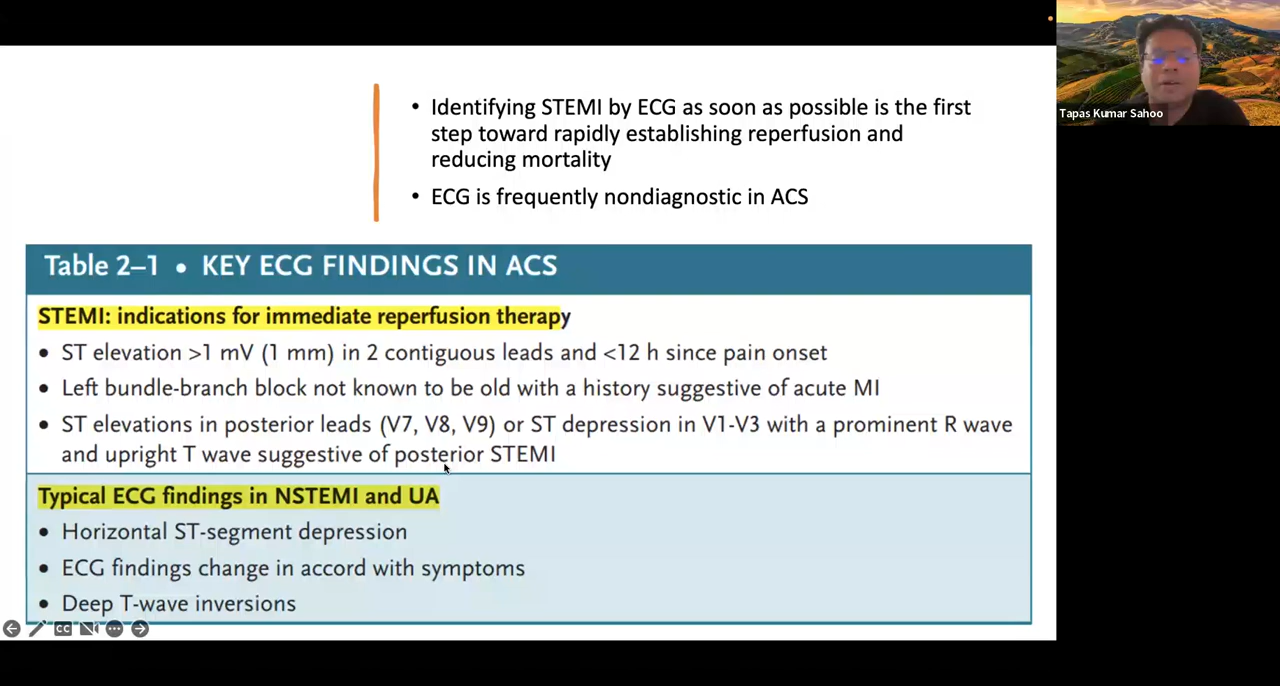 • Identifying STEMI by ECG as soon as possible is the first
step toward rapidly establishing reperfusion and
reducing mortality
• ECG is frequently nondiagnostic in ACS
Tapas Kumar Sahoo
Table 2–1 • KEY ECG FINDINGS IN ACS
STEMI: indications for immediate reperfusion therapy
• ST elevation >1 mV (1 mm) in 2 contiguous leads and <12 h since pain onset
• Left bundle-branch block not known to be old with a history suggestive of acute MI
• ST elevations in posterior leads (V7, V8, V9) or ST depression in V1-V3 with a prominent R wave
and upright T wave suggestive of posterior STEMI
Typical ECG findings in NSTEMI and UA
• Horizontal ST-segment depression
• ECG findings change in accord with symptoms
• Deep T-wave inversions
CC